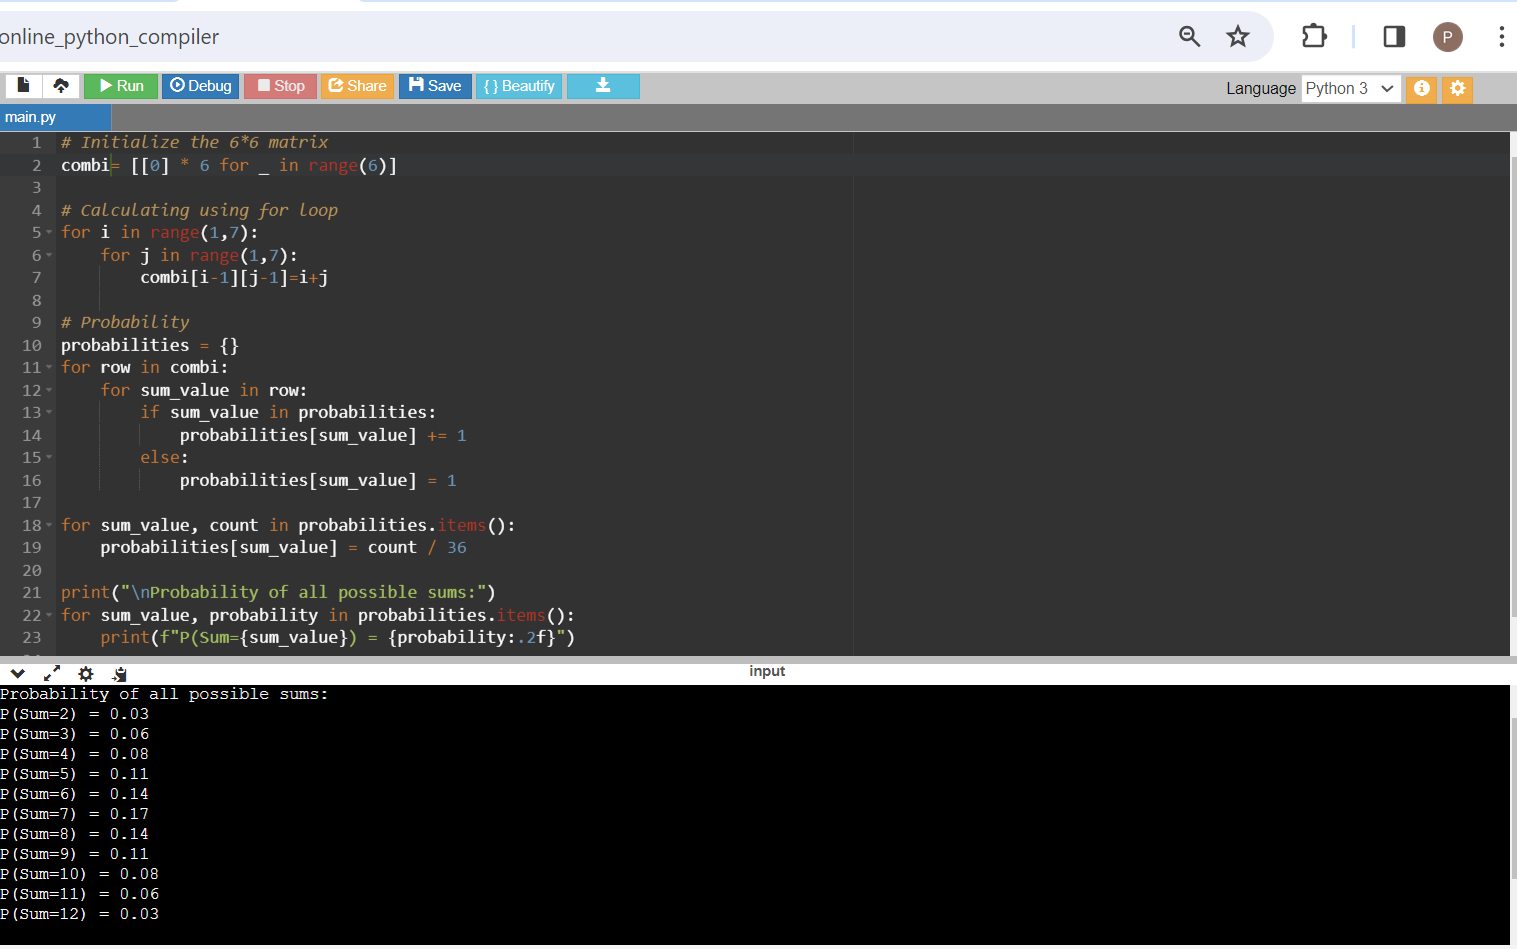 online_python_compiler
P
Run Debug Stop Share Save { } Beautify
Language Python 3
main.py
1 # Initialize the 6*6 matrix
2 combi= [[0] * 6 for _ in range(6)]
3
4 # Calculating using for loop
5 for i in range(1,7):
6     for j in range(1,7):
7         combi[i-1][j-1]=i+j
8
9 # Probability
10 probabilities = {}
11 for row in combi:
12     for sum_value in row:
13         if sum_value in probabilities:
14             probabilities[sum_value] += 1
15         else:
16             probabilities[sum_value] = 1
17
18 for sum_value, count in probabilities.items():
19     probabilities[sum_value] = count / 36
20
21 print("\nProbability of all possible sums:")
22 for sum_value, probability in probabilities.items():
23     print(f"P(Sum={sum_value}) = {probability:.2f}")
input
Probability of all possible sums:
P(Sum=2) = 0.03
P(Sum=3) = 0.06
P(Sum=4) = 0.08
P(Sum=5) = 0.11
P(Sum=6) = 0.14
P(Sum=7) = 0.17
P(Sum=8) = 0.14
P(Sum=9) = 0.11
P(Sum=10) = 0.08
P(Sum=11) = 0.06
P(Sum=12) = 0.03